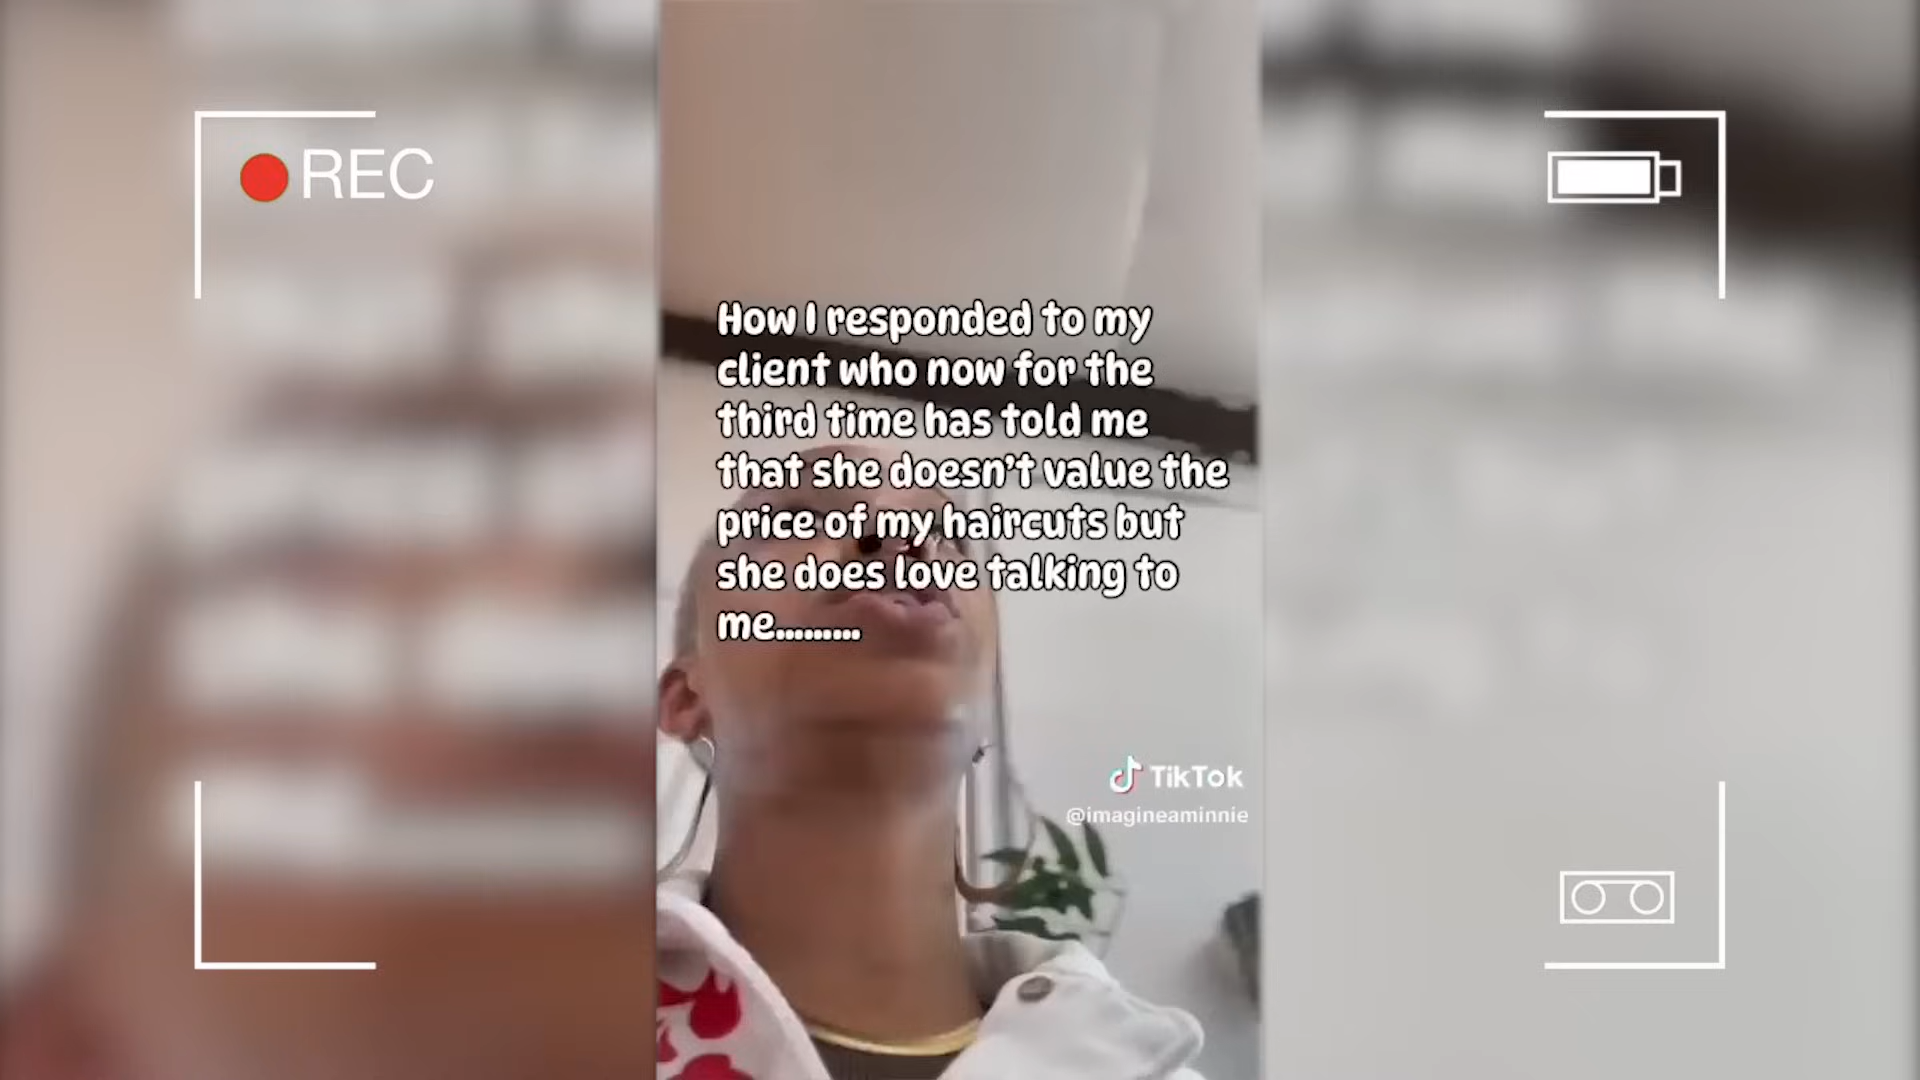 REC
How I responded to my
client who now for the
third time has told me
that she doesn't value the
price of my haircuts but
she does love talking to
me.........
TikTok
@imagineaminnie